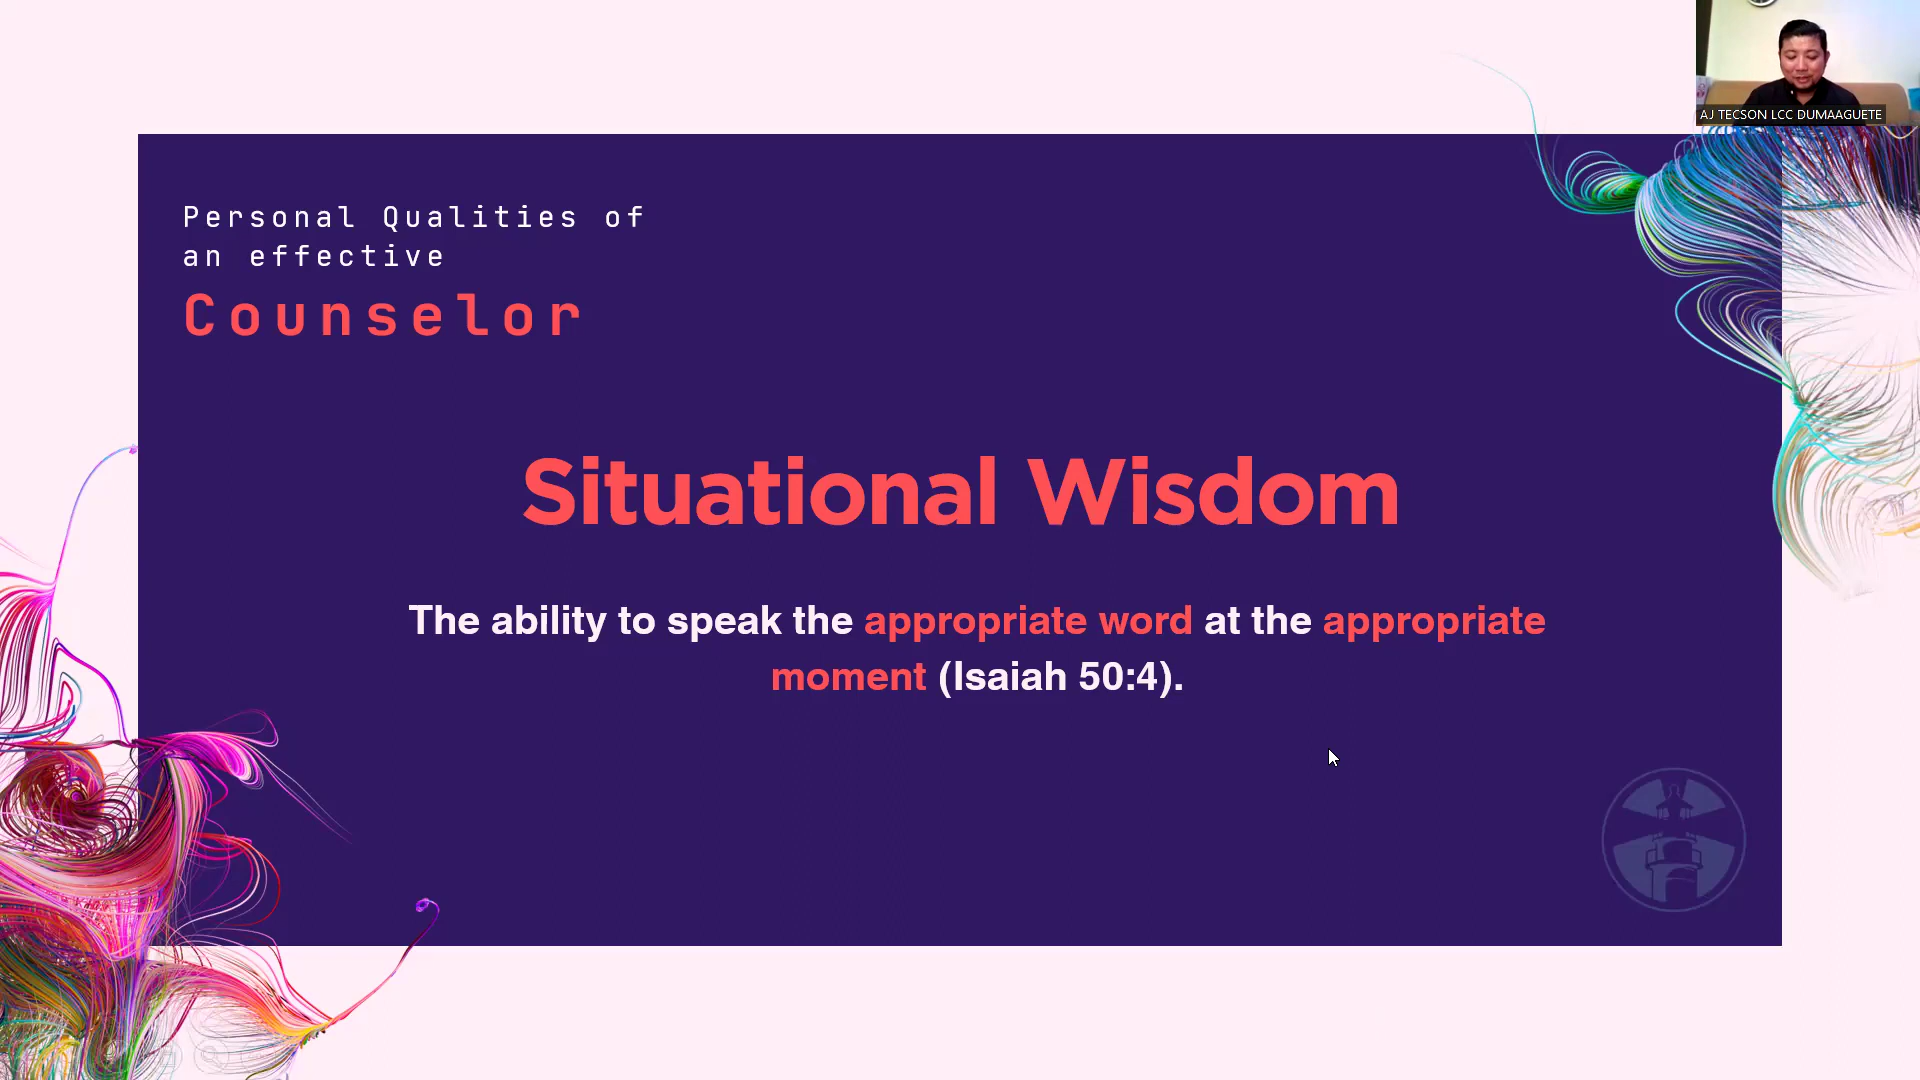 AJ TECSON LCC DUMAAGUETE
Personal Qualities of
an effective
Counselor
Situational Wisdom
The ability to speak the appropriate word at the appropriate
moment (Isaiah 50:4).